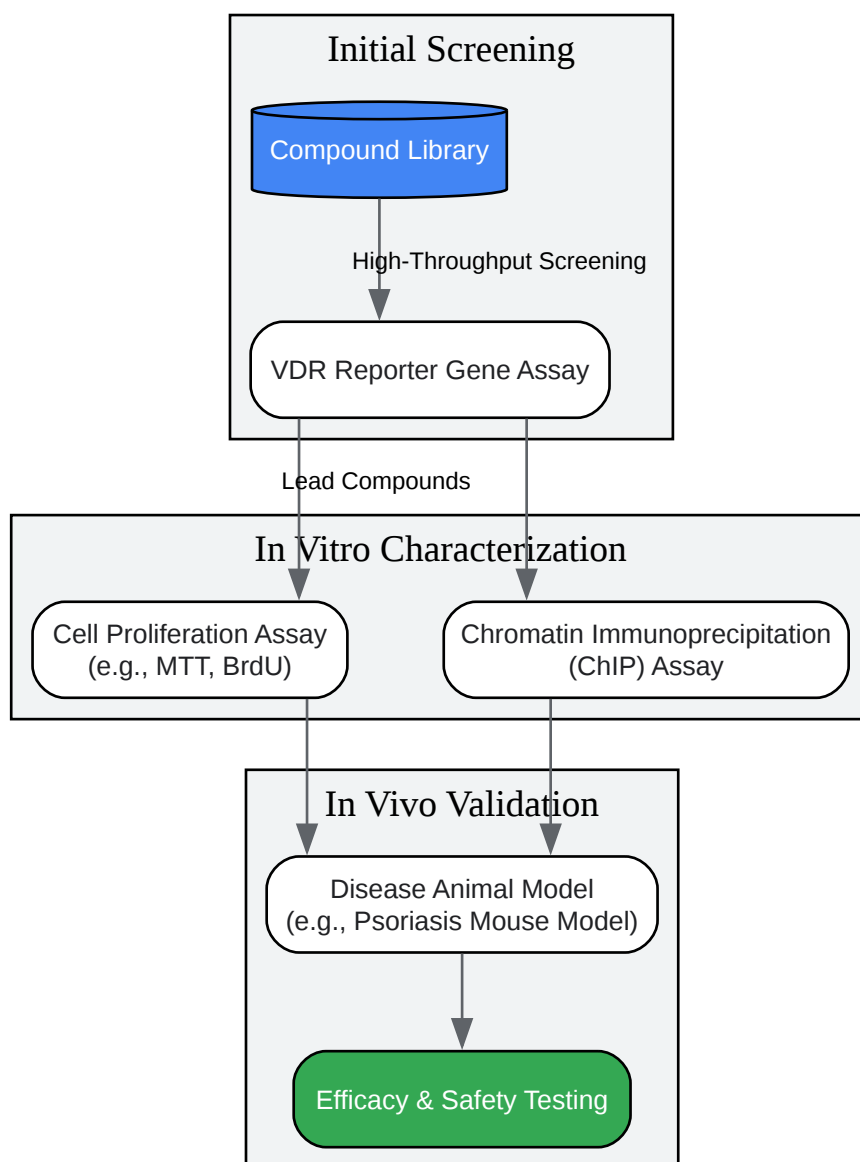 Initial Screening
Compound Library
High-Throughput Screening
VDR Reporter Gene Assay
Lead Compounds
In Vitro Characterization
Cell Proliferation Assay
(e.g., MTT, BrdU)
Chromatin Immunoprecipitation
(ChIP) Assay
In Vivo Validation
Disease Animal Model
(e.g., Psoriasis Mouse Model)
Efficacy & Safety Testing